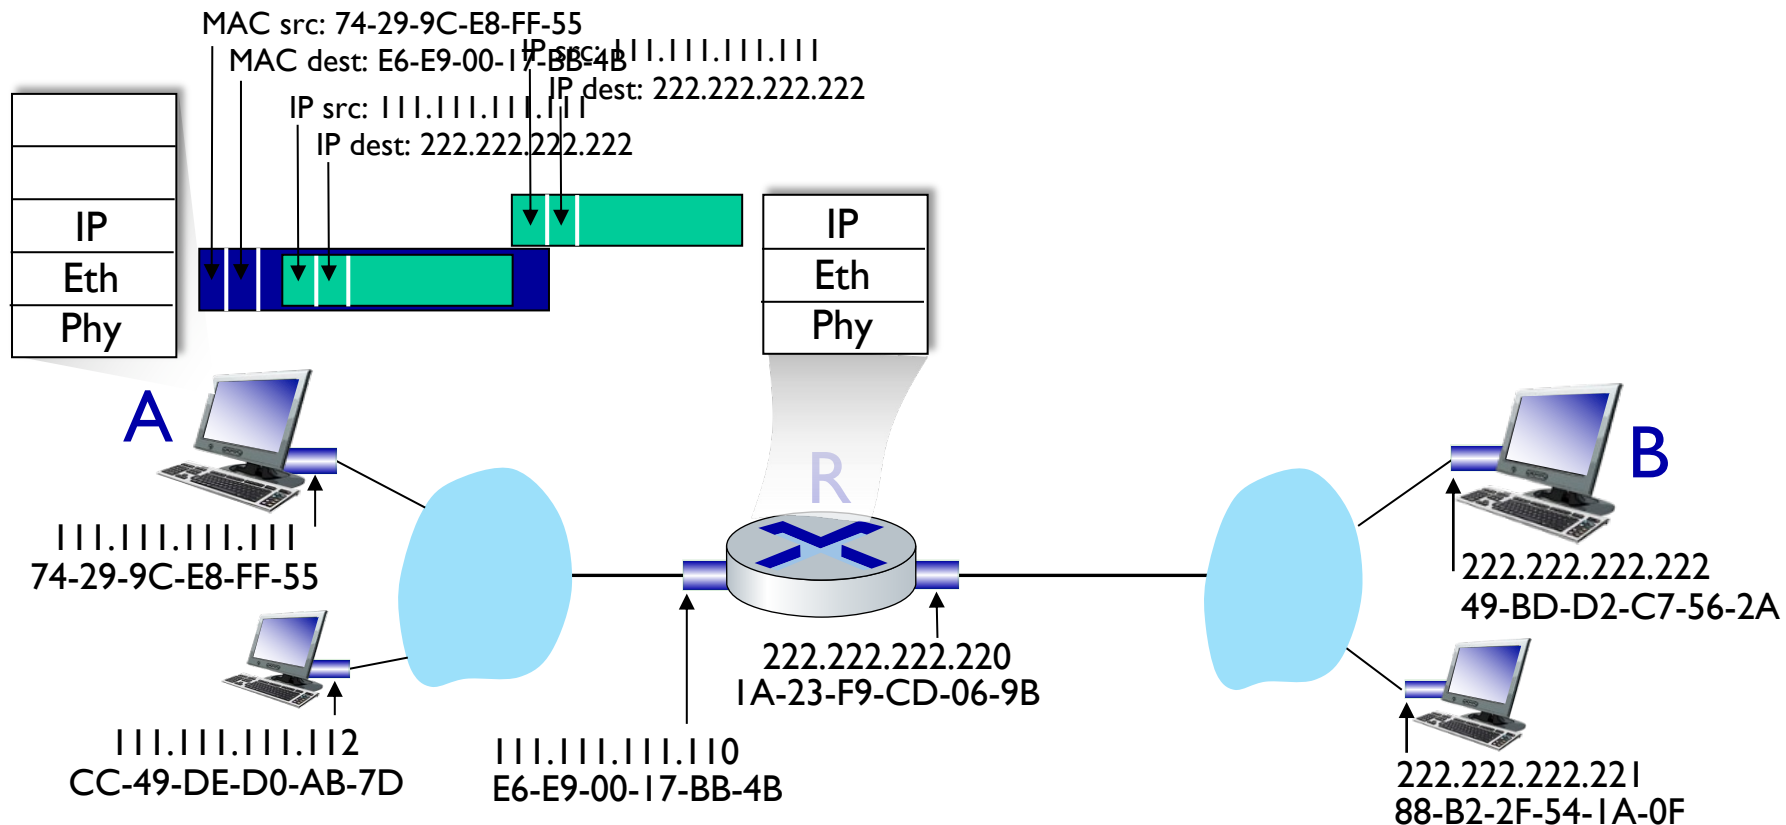 MAC src: 74-29-9C-E8-FF-55
MAC dest: E6-E9-00-17-BB-4B
IP src: 111.111.111.111
IP dest: 222.222.222.222
IP src: 111.111.111.111
IP dest: 222.222.222.222
IP
Eth
Phy
IP
Eth
Phy
A
R
B
111.111.111.111
74-29-9C-E8-FF-55
222.222.222.222
49-BD-D2-C7-56-2A
222.222.222.220
1A-23-F9-CD-06-9B
111.111.111.112
CC-49-DE-D0-AB-7D
111.111.111.110
E6-E9-00-17-BB-4B
222.222.222.221
88-B2-2F-54-1A-0F